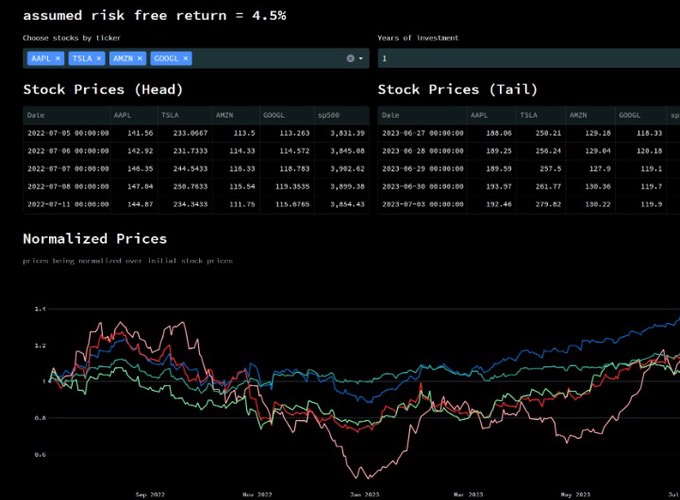 assumed risk free return = 4.5%
Choose stocks by ticker
AAPL × TSLA × AMZN × GOOGL ×
Years of investment
1
Stock Prices (Head)
Date AAPL TSLA AMZN GOOGL sp500
2022-07-05 00:00:00 141.56 233.0667 113.5 113.263 3,831.39
2022-07-06 00:00:00 142.92 231.7333 114.33 114.572 3,845.08
2022-07-07 00:00:00 146.35 244.5433 116.33 118.783 3,902.62
2022-07-08 00:00:00 147.04 250.7633 115.54 119.3535 3,899.38
2022-07-11 00:00:00 144.87 234.3433 111.75 115.6765 3,854.43
Stock Prices (Tail)
Date AAPL TSLA AMZN GOOGL sp
2023-06-27 00:00:00 188.06 250.21 129.18 118.33
2023-06-28 00:00:00 189.25 256.24 129.04 120.18
2023-06-29 00:00:00 189.59 257.5 127.9 119.1
2023-06-30 00:00:00 193.97 261.77 130.36 119.7
2023-07-03 00:00:00 192.46 279.82 130.22 119.9
Normalized Prices
prices being normalized over initial stock prices
1.4
1.2
1
0.8
0.6
Sep 2022 Nov 2022 Jan 2023 Mar 2023 May 2023 Jul